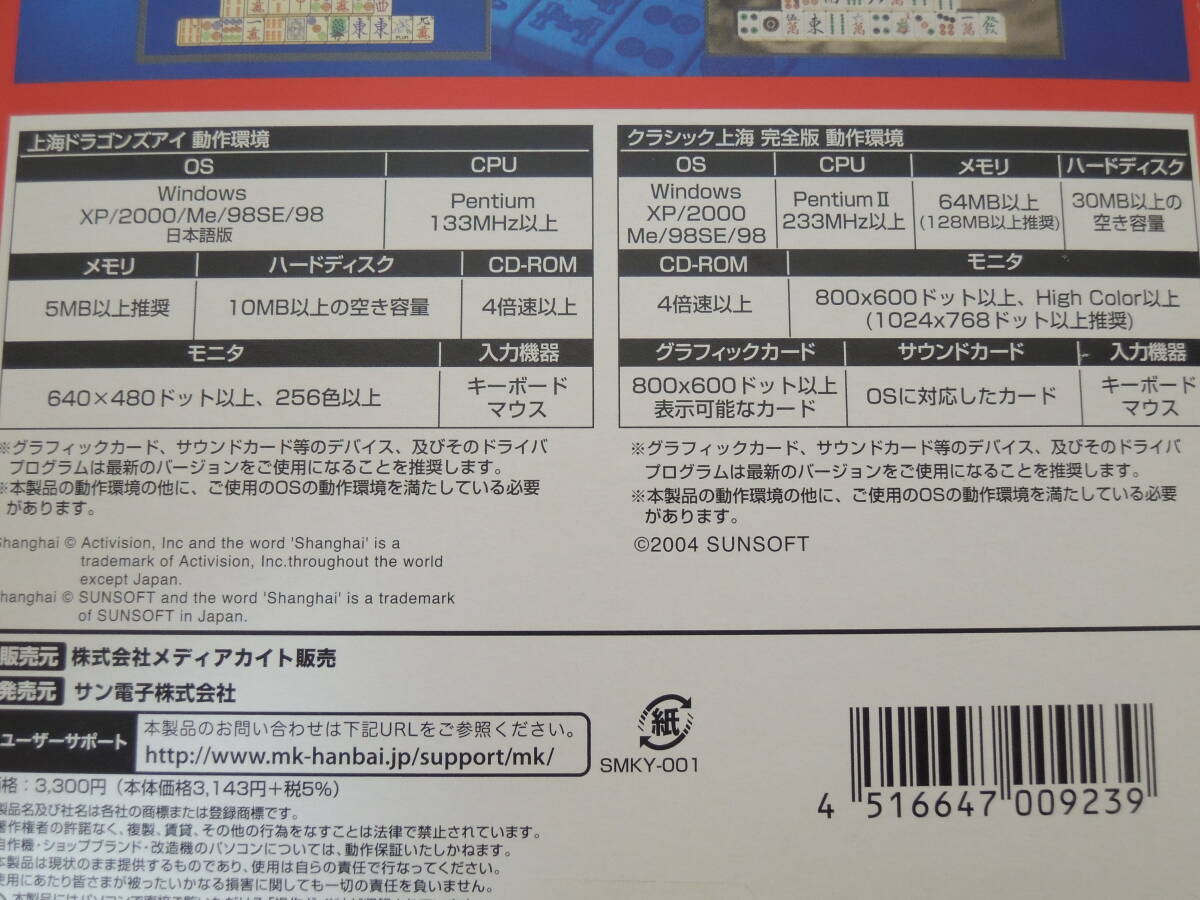 上海ドラゴンズアイ 動作環境
OS CPU
Windows
XP/2000/Me/98SE/98
日本語版
Pentium
133MHz以上
メモリ ハードディスク CD-ROM
5MB以上推奨 10MB以上の空き容量 4倍速以上
モニタ 入力機器
640×480ドット以上、256色以上
キーボード
マウス
※グラフィックカード、サウンドカード等のデバイス、及びそのドライバ
プログラムは最新のバージョンをご使用になることを推奨します。
※本製品の動作環境の他に、ご使用のOSの動作環境を満たしている必要
があります。
Shanghai © Activision, Inc and the word 'Shanghai' is a
trademark of Activision, Inc.throughout the world
except Japan.
hanghai © SUNSOFT and the word 'Shanghai' is a trademark
of SUNSOFT in Japan.
クラシック上海 完全版 動作環境
OS CPU メモリ ハードディスク
Windows
XP/2000
Me/98SE/98
PentiumⅡ
233MHz以上
64MB以上
(128MB以上推奨)
30MB以上の
空き容量
CD-ROM モニタ
4倍速以上
800x600ドット以上、High Color以上
(1024x768ドット以上推奨)
グラフィックカード サウンドカード 入力機器
800x600ドット以上
表示可能なカード
OSに対応したカード
キーボード
マウス
※グラフィックカード、サウンドカード等のデバイス、及びそのドライバ
プログラムは最新のバージョンをご使用になることを推奨します。
※本製品の動作環境の他に、ご使用のOSの動作環境を満たしている必要
があります。
©2004 SUNSOFT
販売元 株式会社メディアカイト販売
発売元 サン電子株式会社
ユーザーサポート
本製品のお問い合わせは下記URLをご参照ください。
http://www.mk-hanbai.jp/support/mk/
紙
SMKY-001
4 516647 009239
価格：3,300円（本体価格3,143円+税5%）
製品名及び社名は各社の商標または登録商標です。
著作権者の許諾なく、複製、賃貸、その他の行為をなすことは法律で禁止されています。
自作機・ショップブランド・改造機のパソコンについては、動作保証いたしかねます。
本製品は現状のまま提供するものであり、使用は自らの責任で行なってください。
使用にあたり皆さまが被ったいかなる損害に関しても一切の責任を負いません。